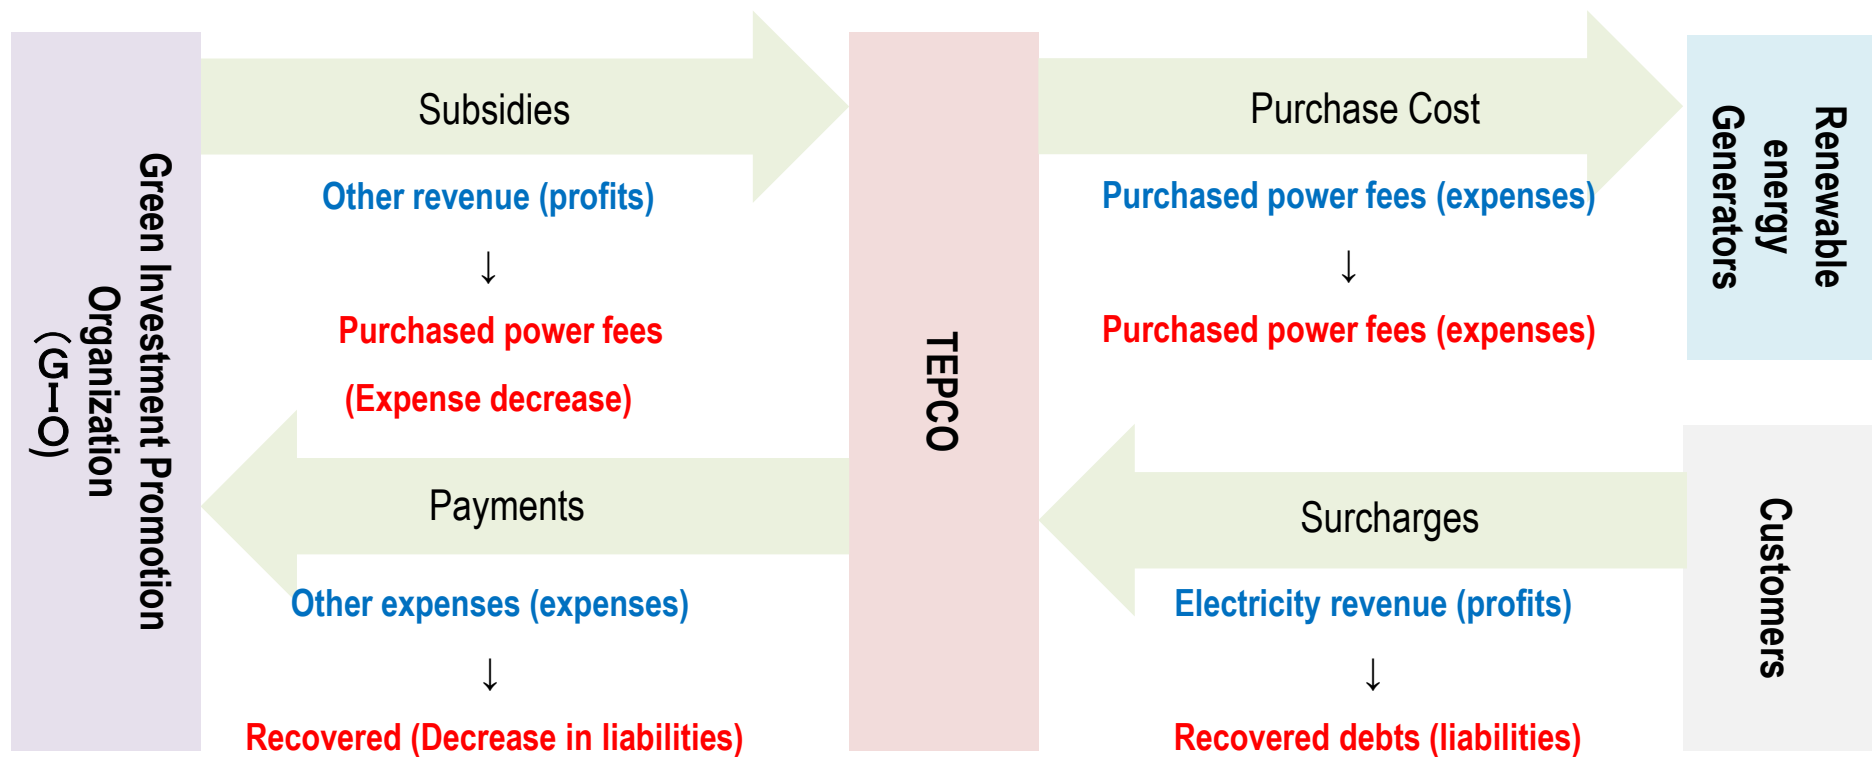 Green Investment Promotion
Organization
(GIO)
Subsidies
Other revenue (profits)
↓
Purchased power fees
(Expense decrease)
Payments
Other expenses (expenses)
↓
Recovered (Decrease in liabilities)
TEPCO
Purchase Cost
Purchased power fees (expenses)
↓
Purchased power fees (expenses)
Surcharges
Electricity revenue (profits)
↓
Recovered debts (liabilities)
Renewable
energy
Generators
Customers